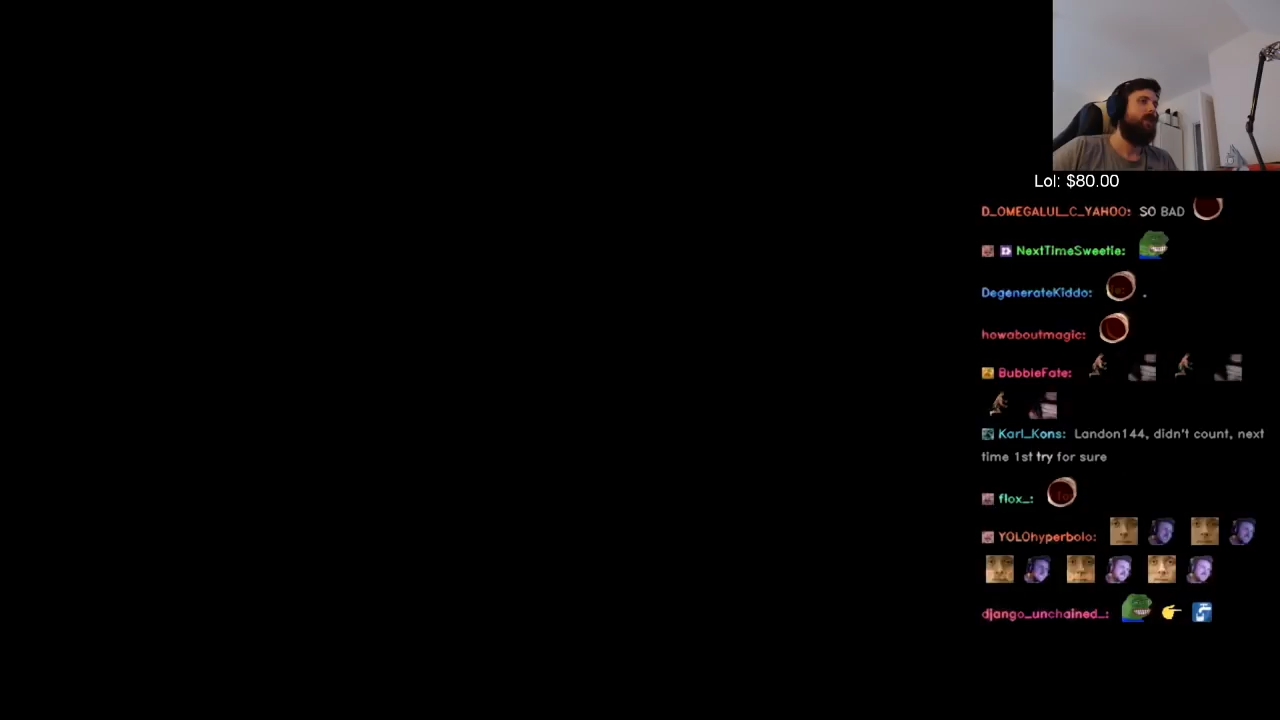 Lol: $80.00
D_OMEGALUL_C_YAHOO: SO BAD
NextTimeSweetie:
DegenerateKiddo: .
howaboutmagic:
BubbieFate:
Karl_Kons: Landon144, didn't count, next
time 1st try for sure
flox_:
YOLOhyperbolo:
django_unchained_: